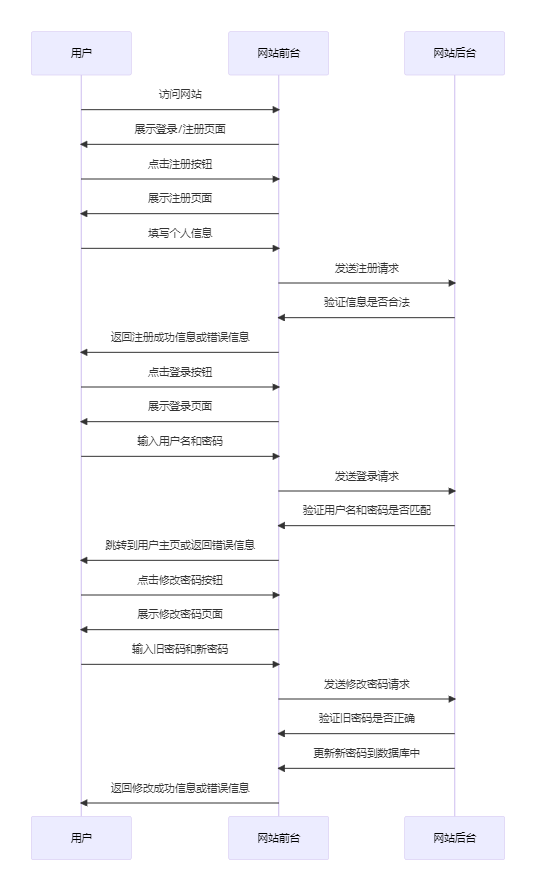 用户
网站前台
网站后台
访问网站
展示登录/注册页面
点击注册按钮
展示注册页面
填写个人信息
发送注册请求
验证信息是否合法
返回注册成功信息或错误信息
点击登录按钮
展示登录页面
输入用户名和密码
发送登录请求
验证用户名和密码是否匹配
跳转到用户主页或返回错误信息
点击修改密码按钮
展示修改密码页面
输入旧密码和新密码
发送修改密码请求
验证旧密码是否正确
更新新密码到数据库中
返回修改成功信息或错误信息
用户
网站前台
网站后台